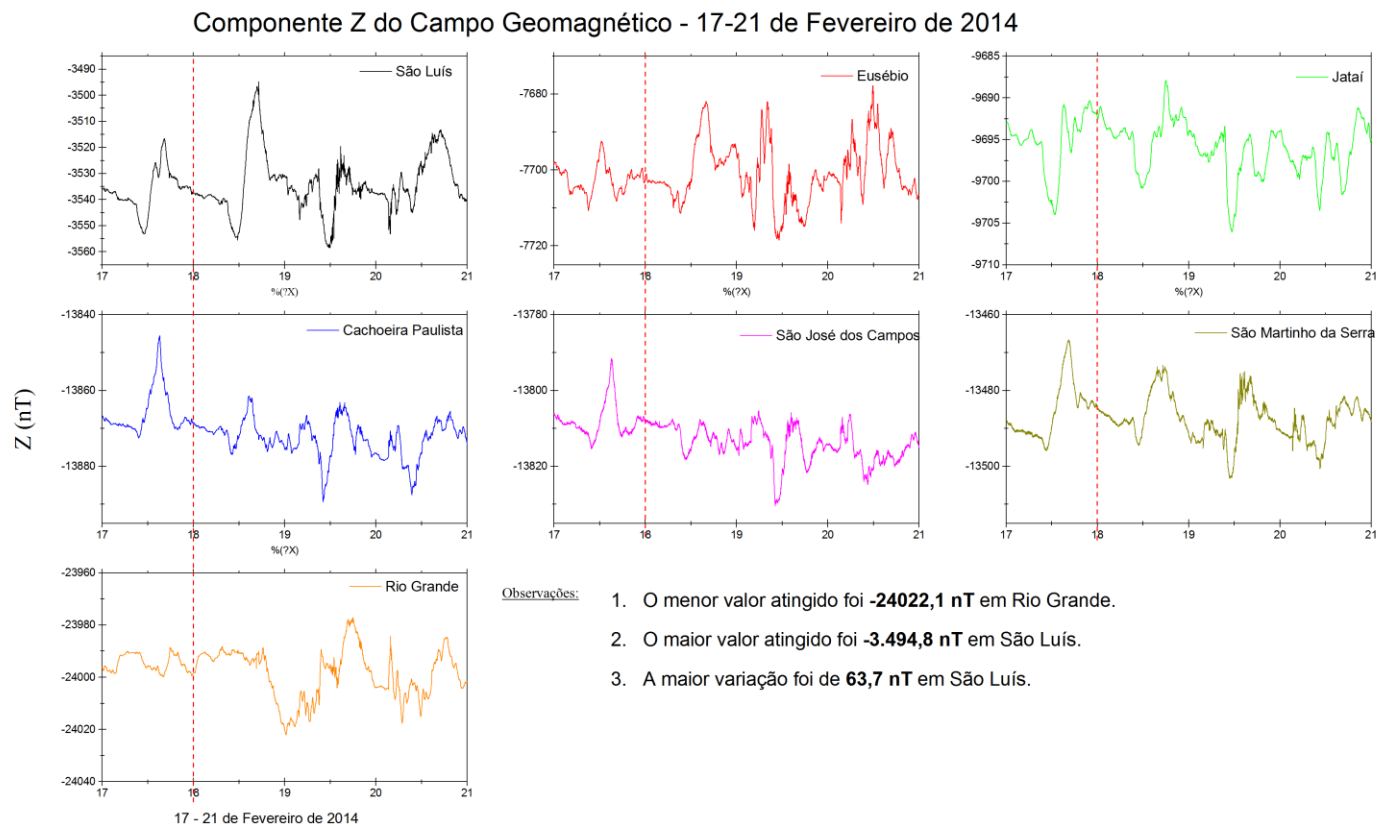 Componente Z do Campo Geomagnético - 17-21 de Fevereiro de 2014
Z (nT)
São Luís
-3490
-3500
-3510
-3520
-3530
-3540
-3550
-3560
17 18 19 20 21
%(?X)
Eusébio
-7680
-7700
-7720
17 18 19 20 21
Jataí
-9685
-9690
-9695
-9700
-9705
-9710
17 18 19 20 21
%(?X)
Cachoeira Paulista
-13840
-13860
-13880
17 18 19 20 21
%(?X)
São José dos Campos
-13780
-13800
-13820
17 18 19 20 21
São Martinho da Serra
-13460
-13480
-13500
17 18 19 20 21
Rio Grande
-23960
-23980
-24000
-24020
-24040
17 18 19 20 21
17 - 21 de Fevereiro de 2014
Observações:
1. O menor valor atingido foi -24022,1 nT em Rio Grande.
2. O maior valor atingido foi -3.494,8 nT em São Luís.
3. A maior variação foi de 63,7 nT em São Luís.